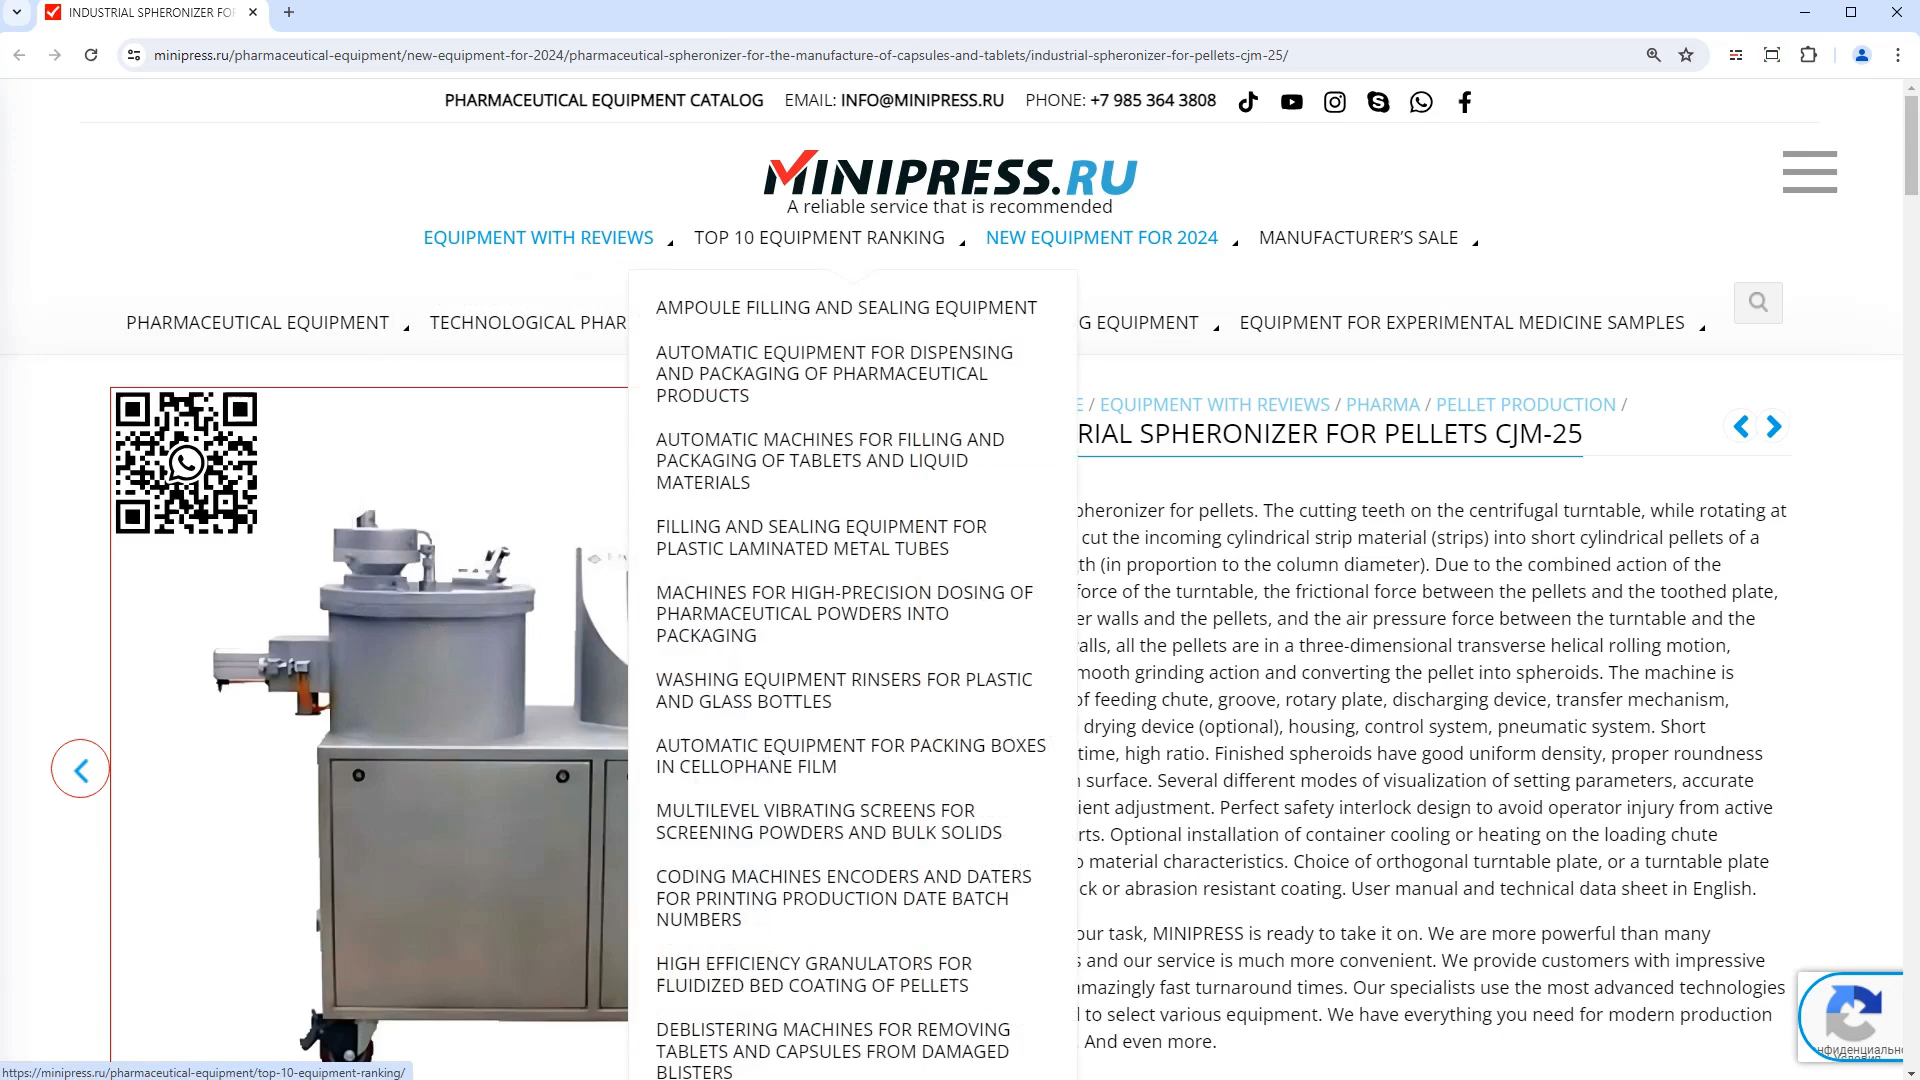 INDUSTRIAL SPHERONIZER FO
minipress.ru/pharmaceutical-equipment/new-equipment-for-2024/pharmaceutical-spheronizer-for-the-manufacture-of-capsules-and-tablets/industrial-spheronizer-for-pellets-cjm-25/
PHARMACEUTICAL EQUIPMENT CATALOG EMAIL: INFO@MINIPRESS.RU PHONE: +7 985 364 3808
MINIPRESS.RU
A reliable service that is recommended
EQUIPMENT WITH REVIEWS TOP 10 EQUIPMENT RANKING NEW EQUIPMENT FOR 2024 MANUFACTURER’S SALE
PHARMACEUTICAL EQUIPMENT TECHNOLOGICAL PHAR G EQUIPMENT EQUIPMENT FOR EXPERIMENTAL MEDICINE SAMPLES
AMPOULE FILLING AND SEALING EQUIPMENT
AUTOMATIC EQUIPMENT FOR DISPENSING
AND PACKAGING OF PHARMACEUTICAL
PRODUCTS
AUTOMATIC MACHINES FOR FILLING AND
PACKAGING OF TABLETS AND LIQUID
MATERIALS
FILLING AND SEALING EQUIPMENT FOR
PLASTIC LAMINATED METAL TUBES
MACHINES FOR HIGH-PRECISION DOSING OF
PHARMACEUTICAL POWDERS INTO
PACKAGING
WASHING EQUIPMENT RINSERS FOR PLASTIC
AND GLASS BOTTLES
AUTOMATIC EQUIPMENT FOR PACKING BOXES
IN CELLOPHANE FILM
MULTILEVEL VIBRATING SCREENS FOR
SCREENING POWDERS AND BULK SOLIDS
CODING MACHINES ENCODERS AND DATERS
FOR PRINTING PRODUCTION DATE BATCH
NUMBERS
HIGH EFFICIENCY GRANULATORS FOR
FLUIDIZED BED COATING OF PELLETS
DEBLISTERING MACHINES FOR REMOVING
TABLETS AND CAPSULES FROM DAMAGED
BLISTERS
E / EQUIPMENT WITH REVIEWS / PHARMA / PELLET PRODUCTION /
RIAL SPHERONIZER FOR PELLETS CJM-25
pheronizer for pellets. The cutting teeth on the centrifugal turntable, while rotating at
cut the incoming cylindrical strip material (strips) into short cylindrical pellets of a
th (in proportion to the column diameter). Due to the combined action of the
force of the turntable, the frictional force between the pellets and the toothed plate,
er walls and the pellets, and the air pressure force between the turntable and the
alls, all the pellets are in a three-dimensional transverse helical rolling motion,
mooth grinding action and converting the pellet into spheroids. The machine is
of feeding chute, groove, rotary plate, discharging device, transfer mechanism,
drying device (optional), housing, control system, pneumatic system. Short
time, high ratio. Finished spheroids have good uniform density, proper roundness
surface. Several different modes of visualization of setting parameters, accurate
ient adjustment. Perfect safety interlock design to avoid operator injury from active
rts. Optional installation of container cooling or heating on the loading chute
o material characteristics. Choice of orthogonal turntable plate, or a turntable plate
ck or abrasion resistant coating. User manual and technical data sheet in English.
our task, MINIPRESS is ready to take it on. We are more powerful than many
s and our service is much more convenient. We provide customers with impressive
amazingly fast turnaround times. Our specialists use the most advanced technologies
to select various equipment. We have everything you need for modern production
And even more.
https://minipress.ru/pharmaceutical-equipment/top-10-equipment-ranking/